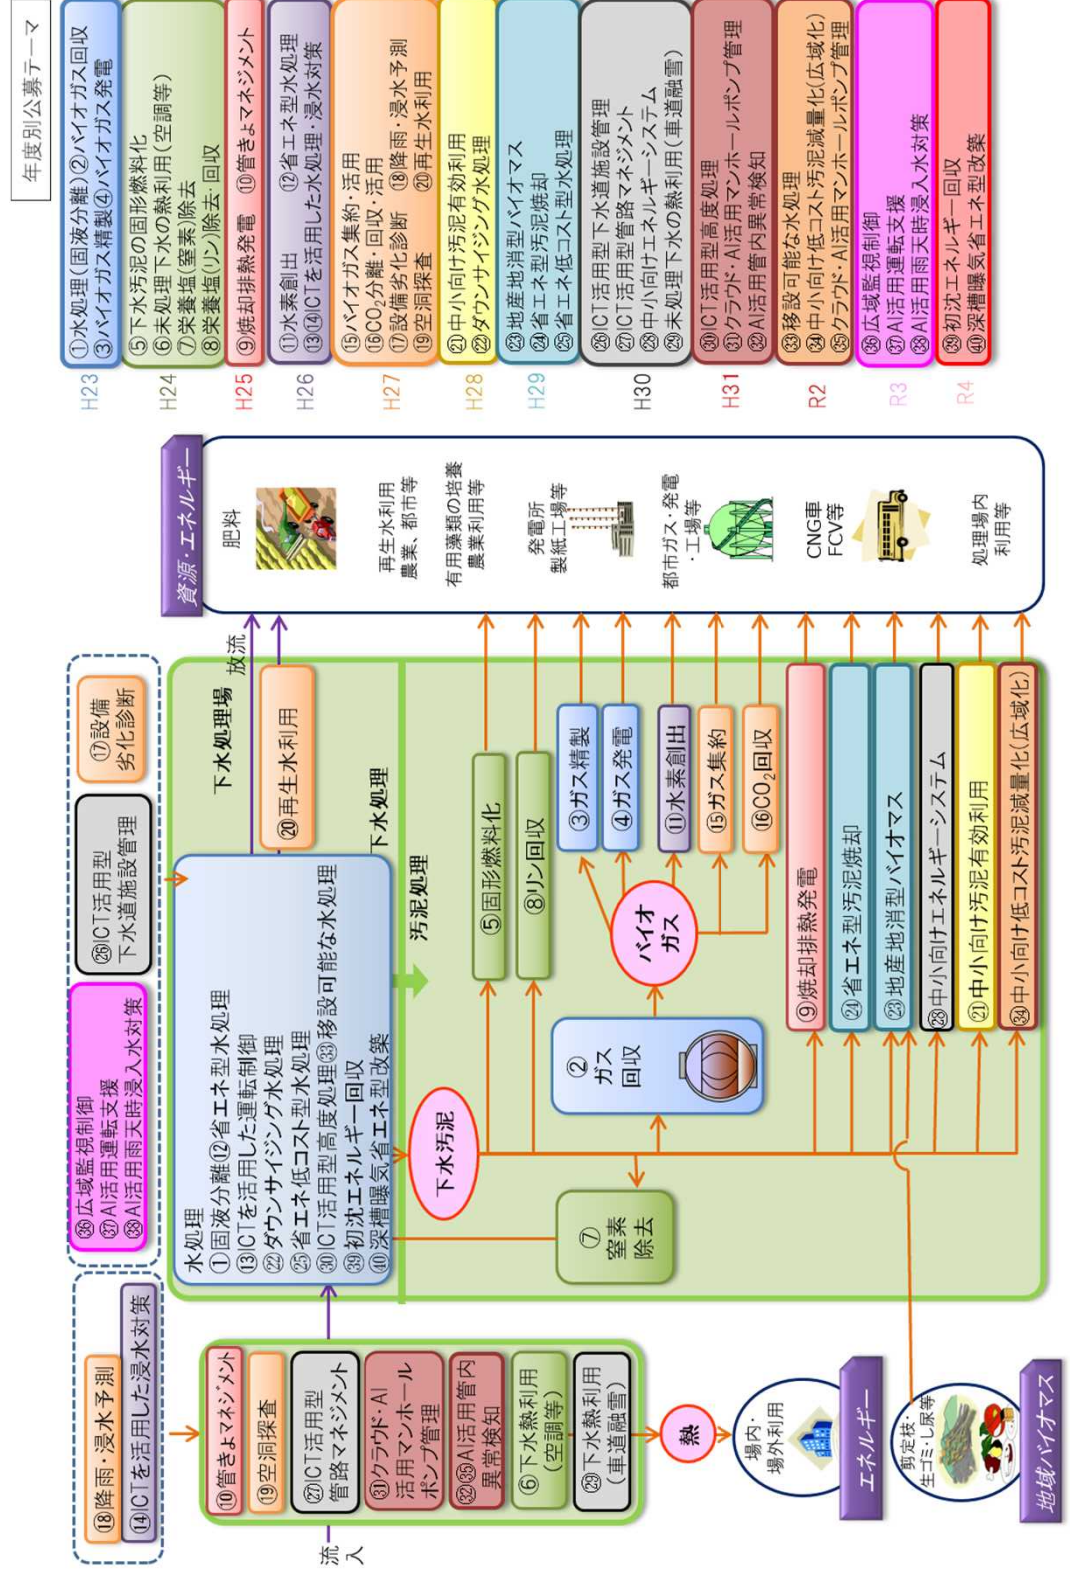 年度別公募テーマ
H23
①水処理(固液分離)②バイオガス回収
③バイオガス精製④バイオガス発電
H24
⑤下水汚泥の固形燃料化
⑥未処理下水の熱利用(空調等)
⑦栄養塩(窒素)除去
⑧栄養塩(リン)除去・回収
H25
⑨焼却排熱発電 ⑩管きょマネジメント
H26
⑪水素創出 ⑫省エネ型水処理
⑬⑭ICTを活用した水処理・浸水対策
H27
⑮バイオガス集約・活用
⑯CO₂分離・回収・活用
⑰設備劣化診断 ⑱降雨・浸水予測
⑲空洞探査 ⑳再生水利用
H28
㉑中小向け汚泥有効利用
㉒ダウンサイジング水処理
H29
㉓地産地消型バイオマス
㉔省エネ型汚泥焼却
㉕省エネ低コスト型水処理
H30
㉖ICT活用型下水道施設管理
㉗ICT活用型管路マネジメント
㉘中小向けエネルギーシステム
㉙未処理下水の熱利用(車道融雪)
H31
㉚ICT活用型高度処理
㉛クラウド・AI活用マンホールポンプ管理
㉜AI活用管内異常検知
R2
㉝移設可能な水処理
㉞中小向け低コスト汚泥減量化(広域化)
㉟クラウド・AI活用マンホールポンプ管理
R3
㊱広域監視制御
㊲AI活用運転支援
㊳AI活用雨天時浸入水対策
R4
㊴初沈エネルギー回収
㊵深槽曝気省エネ型改築
⑱降雨・浸水予測
⑭ICTを活用した浸水対策
㊱広域監視制御
㊲AI活用運転支援
㊳AI活用雨天時浸入水対策
㉖ICT活用型
下水道施設管理
⑰設備
劣化診断
資源・エネルギー
流
入
⑩管きょマネジメント
⑲空洞探査
㉗ICT活用型
管路マネジメント
㉛クラウド・AI
活用マンホール
ポンプ管理
㉜㉟AI活用管内
異常検知
⑥下水熱利用
(空調等)
㉙下水熱利用
(車道融雪)
熱
場内・
場外利用
エネルギー
剪定枝・
生ゴミ・し尿等
地域バイオマス
下水処理場
放流
水処理
①固液分離⑫省エネ型水処理
⑬ICTを活用した運転制御
㉒ダウンサイジング水処理
㉕省エネ低コスト型水処理
㉚ICT活用型高度処理㉝移設可能な水処理
㊴初沈エネルギー回収
㊵深槽曝気省エネ型改築
⑳再生水利用
下水処理
汚泥処理
下水汚泥
⑦
窒素
除去
⑤固形燃料化
⑧リン回収
②
ガス
回収
バイオ
ガス
③ガス精製
④ガス発電
⑪水素創出
⑮ガス集約
⑯CO₂回収
⑨焼却排熱発電
㉔省エネ型汚泥焼却
㉓地産地消型バイオマス
㉘中小向けエネルギーシステム
㉑中小向け汚泥有効利用
㉞中小向け低コスト汚泥減量化(広域化)
肥料
再生水利用
農業、都市等
有用藻類の培養
農業利用等
発電所
製紙工場等
都市ガス・発電
・工場等
CNG車
FCV等
処理場内
利用等